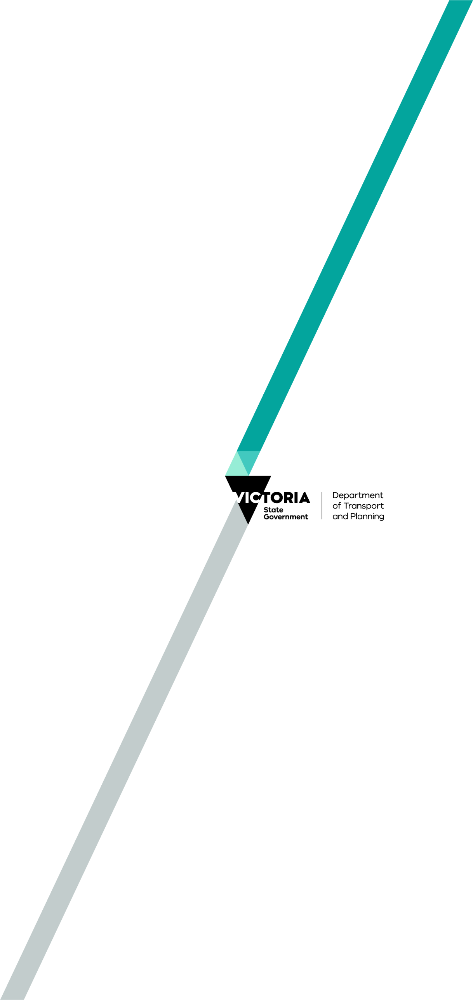 VICTORIA
State
Government
Department
of Transport
and Planning